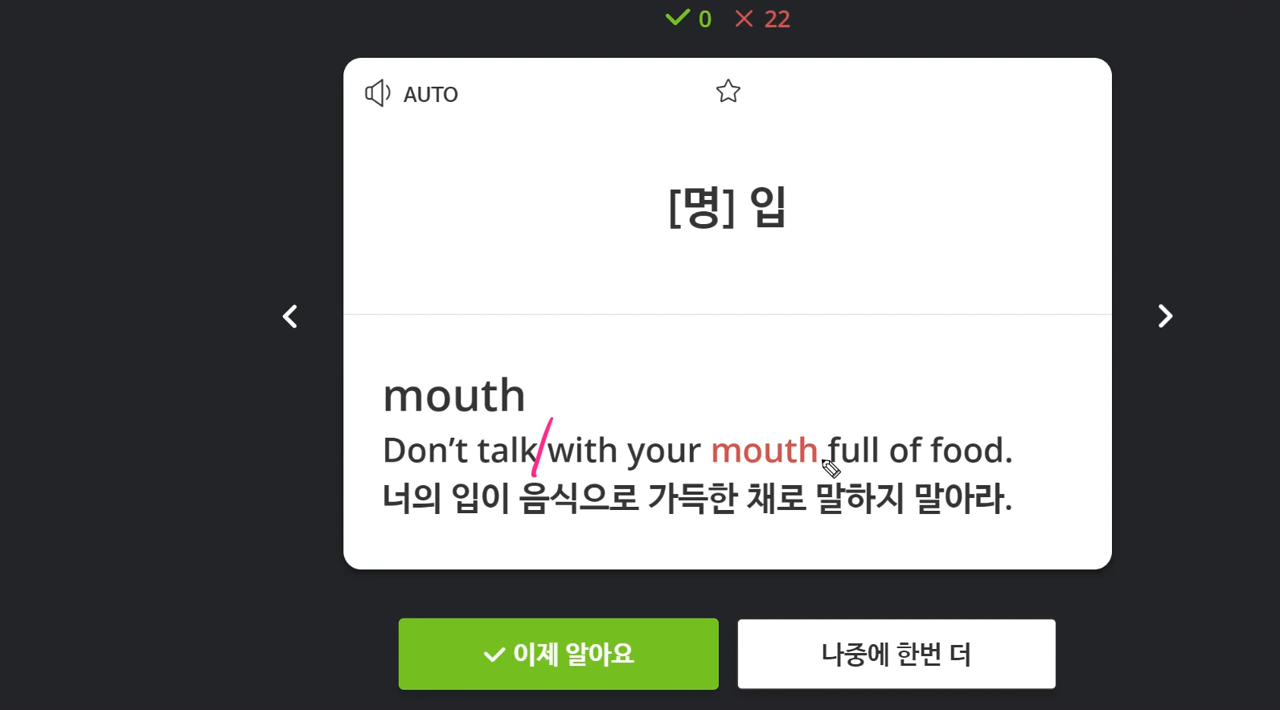 0 22
AUTO
[명] 입
mouth
Don’t talk with your mouth full of food.
너의 입이 음식으로 가득한 채로 말하지 말아라.
이제 알아요
나중에 한번 더